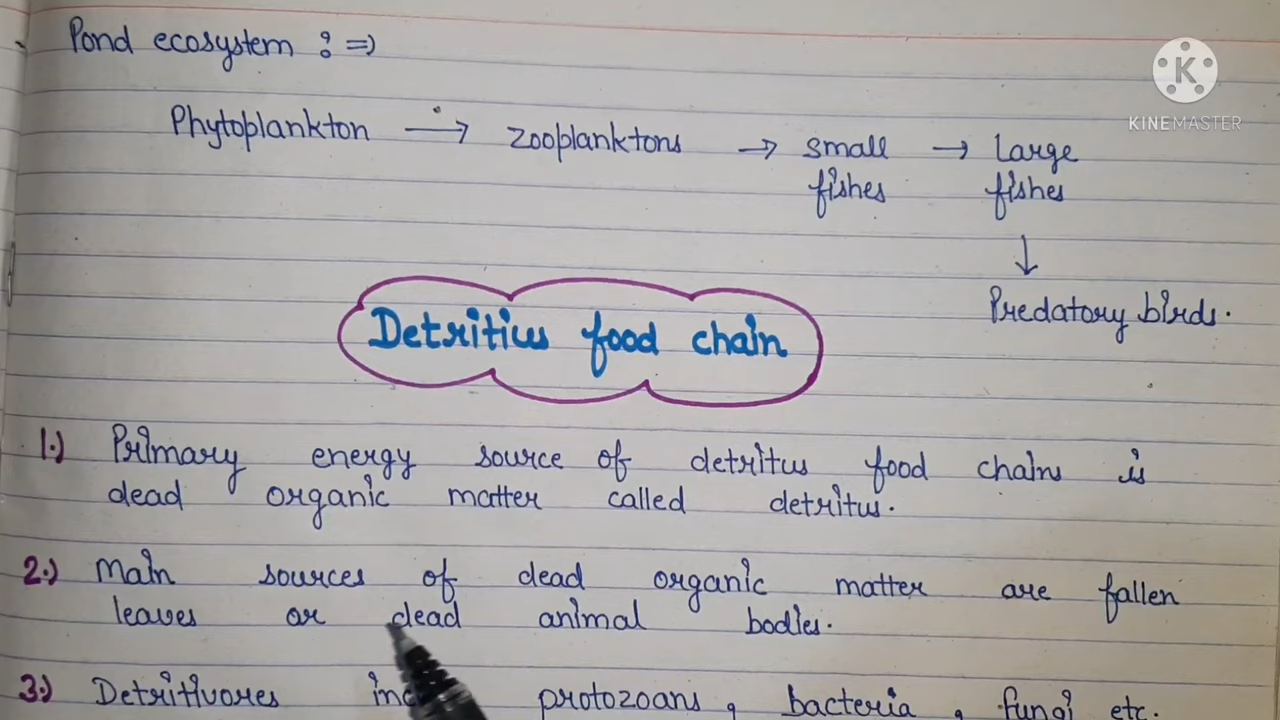 Pond ecosystem : =>
K
KINEMASTER
Phytoplankton → zooplanktons → small → Large
fishes fishes
↓
Predatory birds.
Detritius food chain
1.) Primary energy source of detritus food chains is
dead organic matter called detritus.
2.) Main sources of dead organic matter are fallen
leaves or dead animal bodies.
3.) Detritivores protozoans, bacteria, fungi etc.